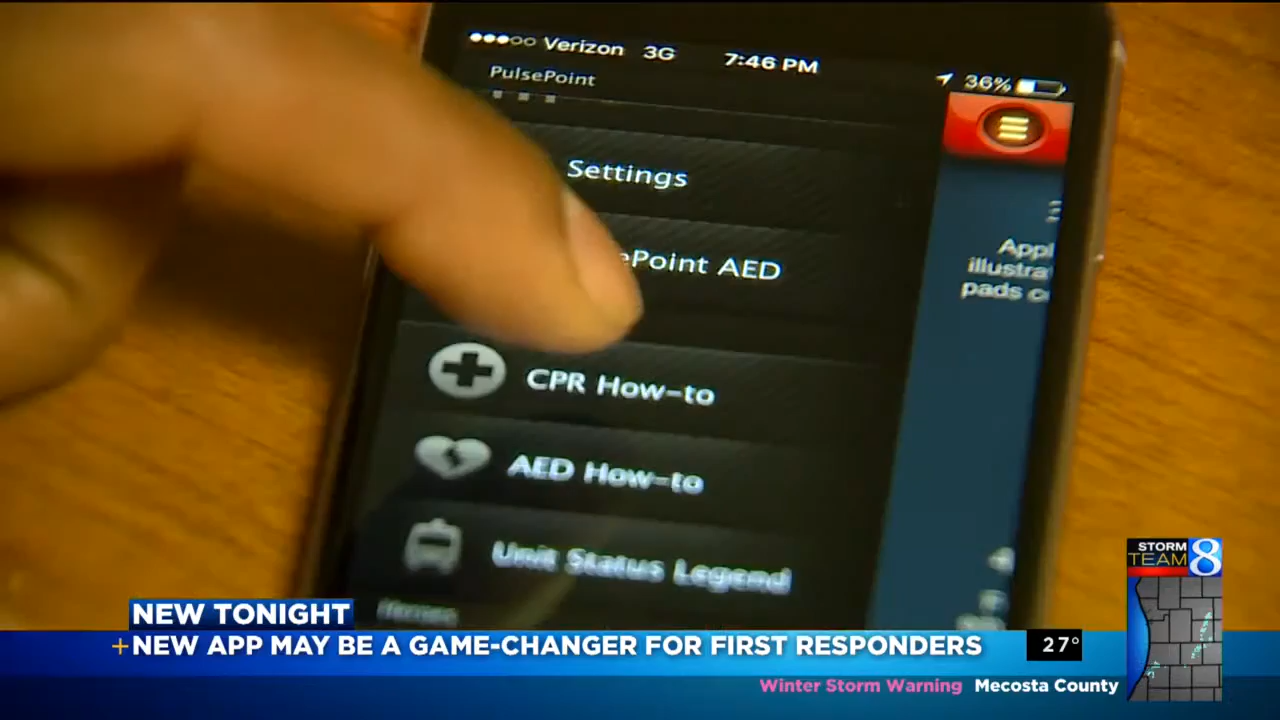 Verizon 3G 7:46 PM 36%
PulsePoint
Settings
ePoint AED
CPR How-to
AED How-to
Unit Status Legend
Heroes
Appl
illustra
pads
4
NEW TONIGHT
+NEW APP MAY BE A GAME-CHANGER FOR FIRST RESPONDERS
27°
Winter Storm Warning Mecosta County
STORM
TEAM 8